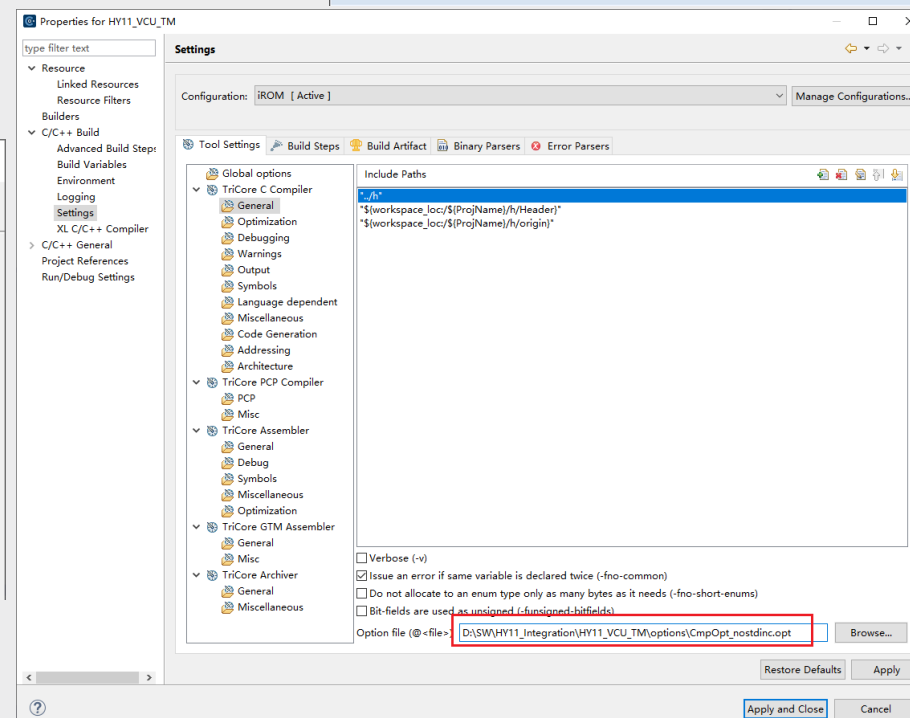 Properties for HY11_VCU_TM
type filter text
Settings
Resource
Linked Resources
Resource Filters
Builders
C/C++ Build
Advanced Build Steps
Build Variables
Environment
Logging
Settings
XL C/C++ Compiler
C/C++ General
Project References
Run/Debug Settings
Configuration: iROM [ Active ]
Manage Configurations...
Tool Settings Build Steps Build Artifact Binary Parsers Error Parsers
Global options
TriCore C Compiler
General
Optimization
Debugging
Warnings
Output
Symbols
Language dependent
Miscellaneous
Code Generation
Addressing
Architecture
TriCore PCP Compiler
PCP
Misc
TriCore Assembler
General
Debug
Symbols
Miscellaneous
Optimization
TriCore GTM Assembler
General
Misc
TriCore Archiver
General
Miscellaneous
Include Paths
"../h"
"${workspace_loc:/${ProjName}/h/Header}"
"${workspace_loc:/${ProjName}/h/origin}"
Verbose (-v)
Issue an error if same variable is declared twice (-fno-common)
Do not allocate to an enum type only as many bytes as it needs (-fno-short-enums)
Bit-fields are used as unsigned (-funsigned-bitfields)
Option file (@<file>) D:\SW\HY11_Integration\HY11_VCU_TM\options\CmpOpt_nostdinc.opt Browse...
Restore Defaults Apply
Apply and Close Cancel